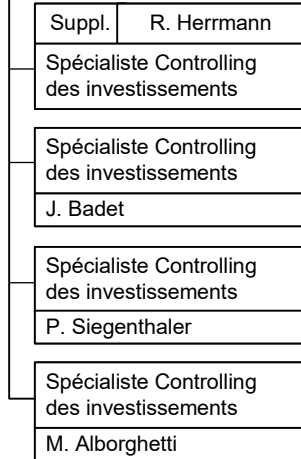 Suppl. R. Herrmann
Spécialiste Controlling
des investissements
Spécialiste Controlling
des investissements
J. Badet
Spécialiste Controlling
des investissements
P. Siegenthaler
Spécialiste Controlling
des investissements
M. Alborghetti